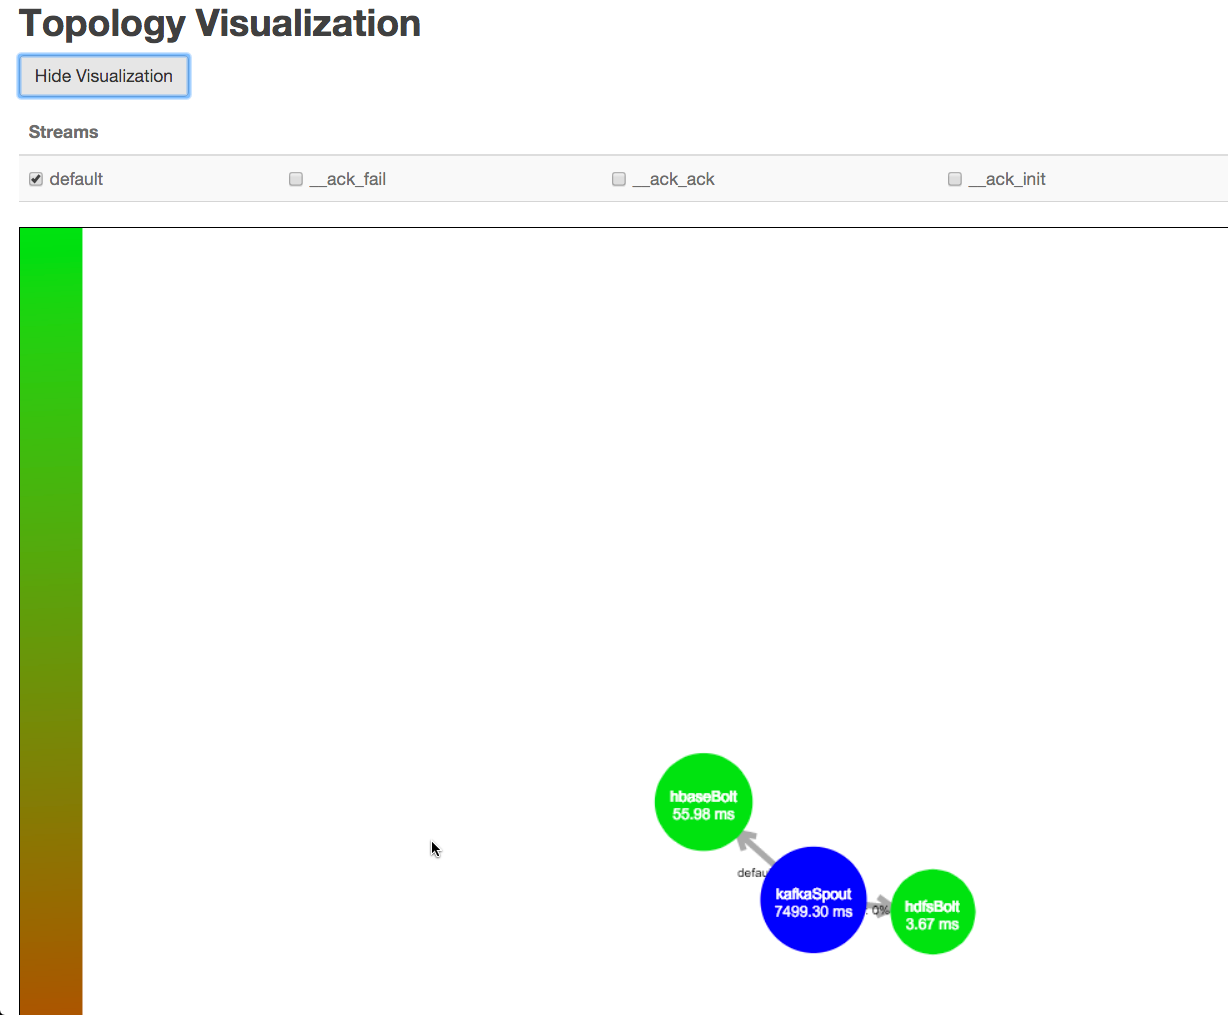 Topology Visualization
Hide Visualization
Streams
default
__ack_fail
__ack_ack
__ack_init
hbaseBolt
55.98 ms
kafkaSpout
7499.30 ms
0%
hdfsBolt
3.67 ms